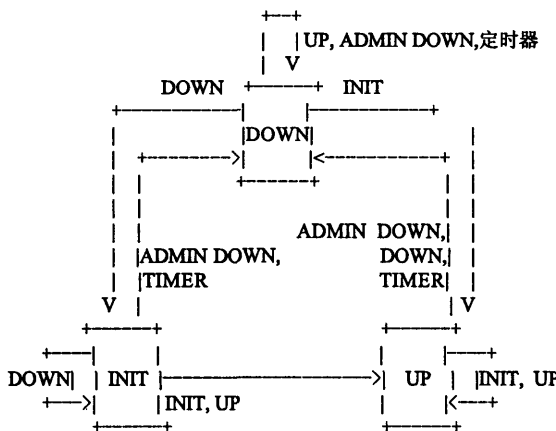 UP, ADMIN DOWN,定时器
DOWN INIT
DOWN
ADMIN DOWN,
ADMIN DOWN, DOWN,
TIMER TIMER
DOWN INIT UP INIT, UP
INIT, UP